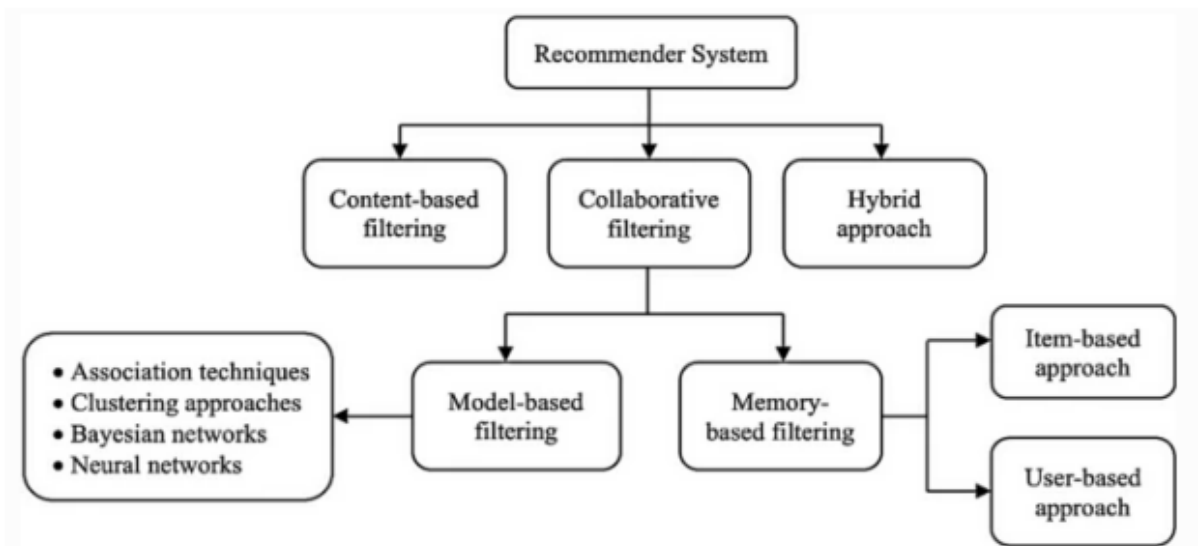 Recommender System
Content-based
filtering
Collaborative
filtering
Hybrid
approach
• Association techniques
• Clustering approaches
• Bayesian networks
• Neural networks
Model-based
filtering
Memory-
based filtering
Item-based
approach
User-based
approach